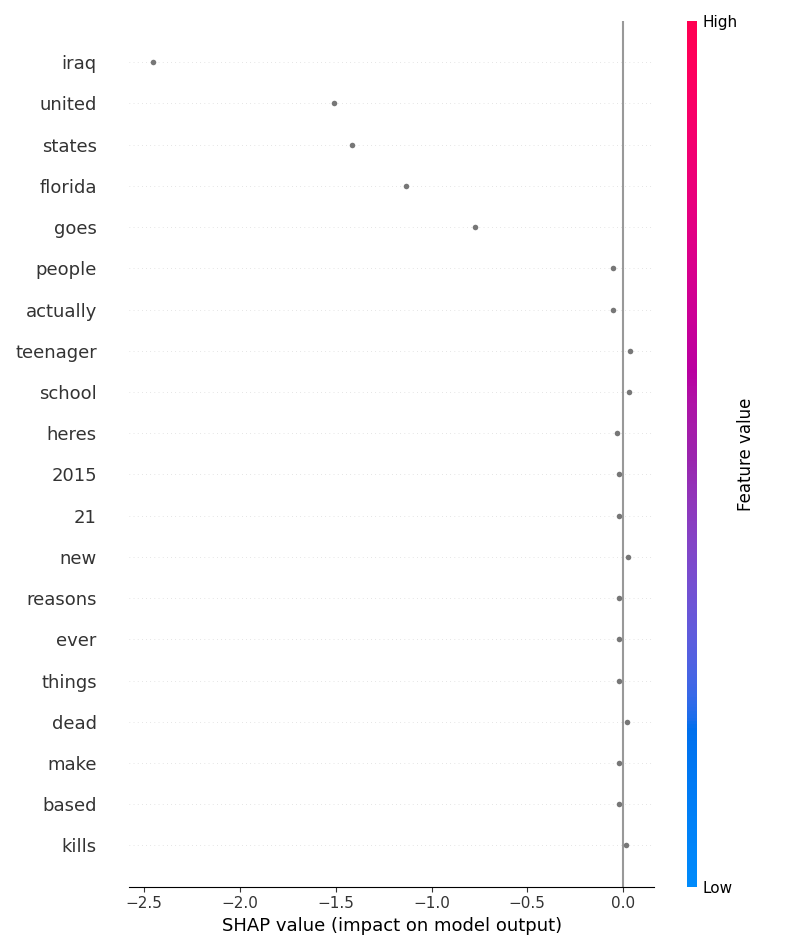 High
iraq
united
states
florida
goes
people
actually
teenager
school
heres
2015
21
new
reasons
ever
things
dead
make
based
kills
Feature value
Low
−2.5 −2.0 −1.5 −1.0 −0.5 0.0
SHAP value (impact on model output)